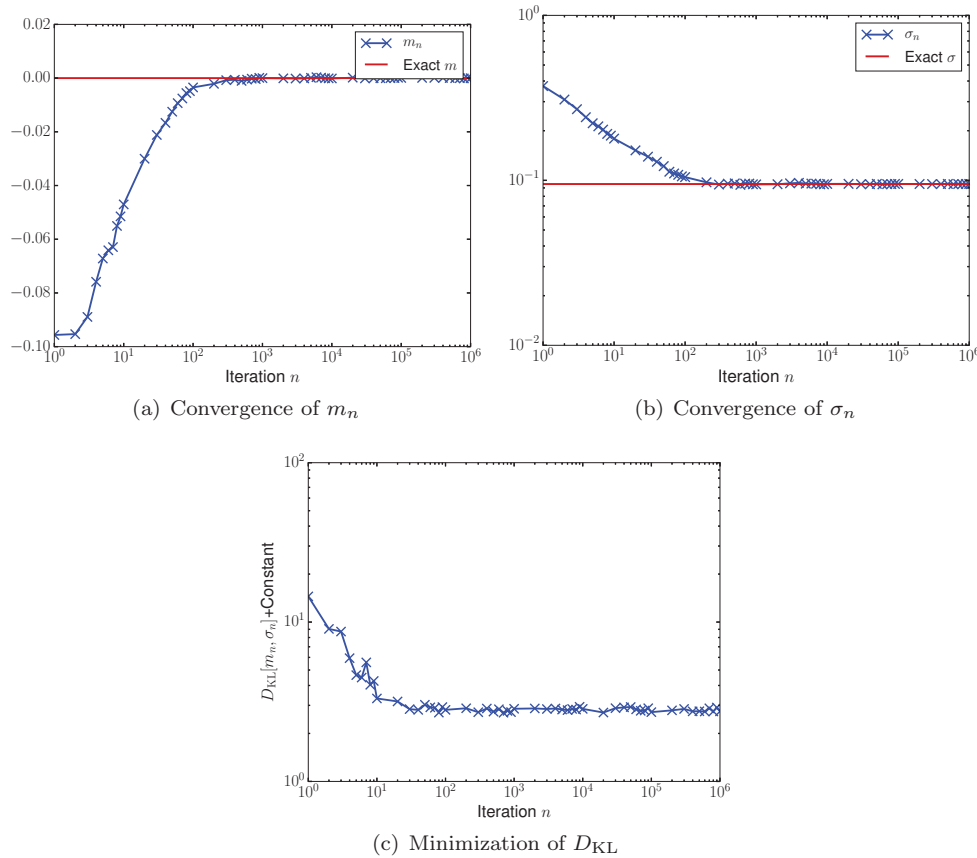 0.02
0.00
−0.02
−0.04
−0.06
−0.08
−0.10
10^0 10^1 10^2 10^3 10^4 10^5 10^6
Iteration n
m_n
Exact m
(a) Convergence of m_n
10^0
10^{−1}
10^{−2}
10^0 10^1 10^2 10^3 10^4 10^5 10^6
Iteration n
σ_n
Exact σ
(b) Convergence of σ_n
10^2
10^1
10^0
D_{KL}[m_n, σ_n]+Constant
10^0 10^1 10^2 10^3 10^4 10^5 10^6
Iteration n
(c) Minimization of D_{KL}